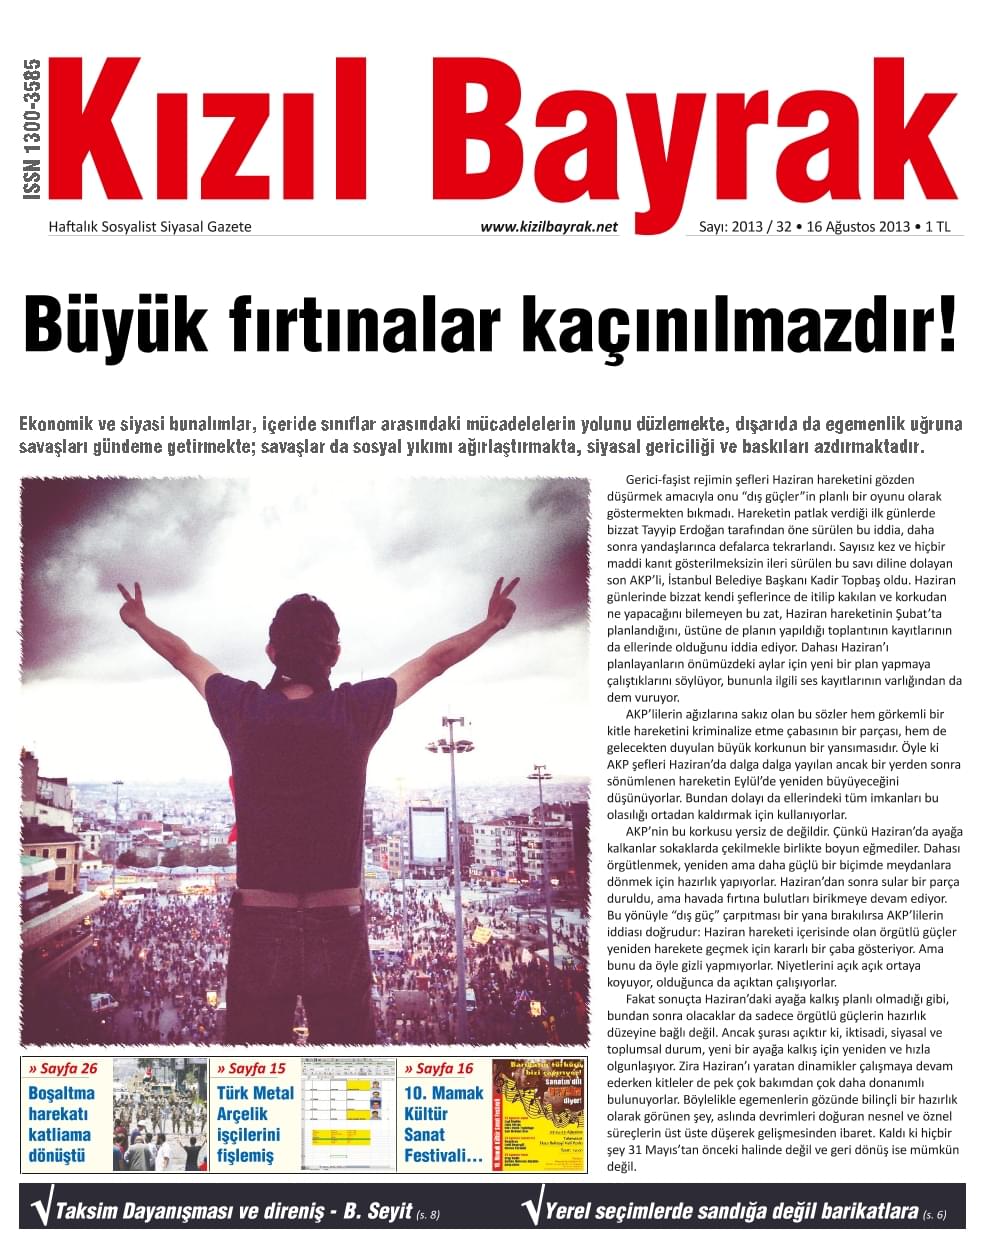 ISSN 1300-3585
Kızıl Bayrak
Haftalık Sosyalist Siyasal Gazete
www.kizilbayrak.net
Sayı: 2013 / 32 • 16 Ağustos 2013 • 1 TL
Büyük fırtınalar kaçınılmazdır!
Ekonomik ve siyasi bunalımlar, içeride sınıflar arasındaki mücadelelerin yolunu düzlemekte, dışarıda da egemenlik uğruna
savaşları gündeme getirmekte; savaşlar da sosyal yıkımı ağırlaştırmakta, siyasal gericiliği ve baskıları azdırmaktadır.
Gerici-faşist rejimin şefleri Haziran hareketini gözden
düşürmek amacıyla onu “dış güçler”in planlı bir oyunu olarak
göstermekten bıkmadı. Hareketin patlak verdiği ilk günlerde
bizzat Tayyip Erdoğan tarafından öne sürülen bu iddia, daha
sonra yandaşlarınca defalarca tekrarlandı. Sayısız kez ve hiçbir
maddi kanıt gösterilmeksizin ileri sürülen bu savı diline dolayan
son AKP’li, İstanbul Belediye Başkanı Kadir Topbaş oldu. Haziran
günlerinde bizzat kendi şeflerince de itilip kakılan ve korkudan
ne yapacağını bilemeyen bu zat, Haziran hareketinin Şubat’ta
planlandığını, üstüne de planın yapıldığı toplantının kayıtlarının
da ellerinde olduğunu iddia ediyor. Dahası Haziran’ı
planlayanların önümüzdeki aylar için yeni bir plan yapmaya
çalıştıklarını söylüyor, bununla ilgili ses kayıtlarının varlığından da
dem vuruyor.
AKP’lilerin ağızlarına sakız olan bu sözler hem görkemli bir
kitle hareketini kriminalize etme çabasının bir parçası, hem de
gelecekten duyulan büyük korkunun bir yansımasıdır. Öyle ki
AKP şefleri Haziran’da dalga dalga yayılan ancak bir yerden sonra
sönümlenen hareketin Eylül’de yeniden büyüyeceğini
düşünüyorlar. Bundan dolayı da ellerindeki tüm imkanları bu
olasılığı ortadan kaldırmak için kullanıyorlar.
AKP’nin bu korkusu yersiz de değildir. Çünkü Haziran’da ayağa
kalkanlar sokaklarda çekilmekle birlikte boyun eğmediler. Dahası
örgütlenmek, yeniden ama daha güçlü bir biçimde meydanlara
dönmek için hazırlık yapıyorlar. Haziran’dan sonra sular bir parça
duruldu, ama havada fırtına bulutları birikmeye devam ediyor.
Bu yönüyle “dış güç” çarpıtması bir yana bırakılırsa AKP’lilerin
iddiası doğrudur: Haziran hareketi içerisinde olan örgütlü güçler
yeniden harekete geçmek için kararlı bir çaba gösteriyor. Ama
bunu da öyle gizli yapmıyorlar. Niyetlerini açık açık ortaya
koyuyor, olduğunca da açıktan çalışıyorlar.
Fakat sonuçta Haziran’daki ayağa kalkış planlı olmadığı gibi,
bundan sonra olacaklar da sadece örgütlü güçlerin hazırlık
düzeyine bağlı değil. Ancak şurası açıktır ki, iktisadi, siyasal ve
toplumsal durum, yeni bir ayağa kalkış için yeniden ve hızla
olgunlaşıyor. Zira Haziran’ı yaratan dinamikler çalışmaya devam
ederken kitleler de pek çok bakımdan çok daha donanımlı
bulunuyorlar. Böylelikle egemenlerin gözünde bilinçli bir hazırlık
olarak görünen şey, aslında devrimleri doğuran nesnel ve öznel
süreçlerin üst üste düşerek gelişmesinden ibaret. Kaldı ki hiçbir
şey 31 Mayıs’tan önceki halinde değil ve geri dönüş ise mümkün
değil.
» Sayfa 26
Boşaltma
harekatı
katliama
dönüştü
» Sayfa 15
Türk Metal
Arçelik
işçilerini
fişlemiş
» Sayfa 16
10. Mamak
Kültür
Sanat
Festivali...
√Taksim Dayanışması ve direniş - B. Seyit (s. 8)
√Yerel seçimlerde sandığa değil barikatlara (s. 6)